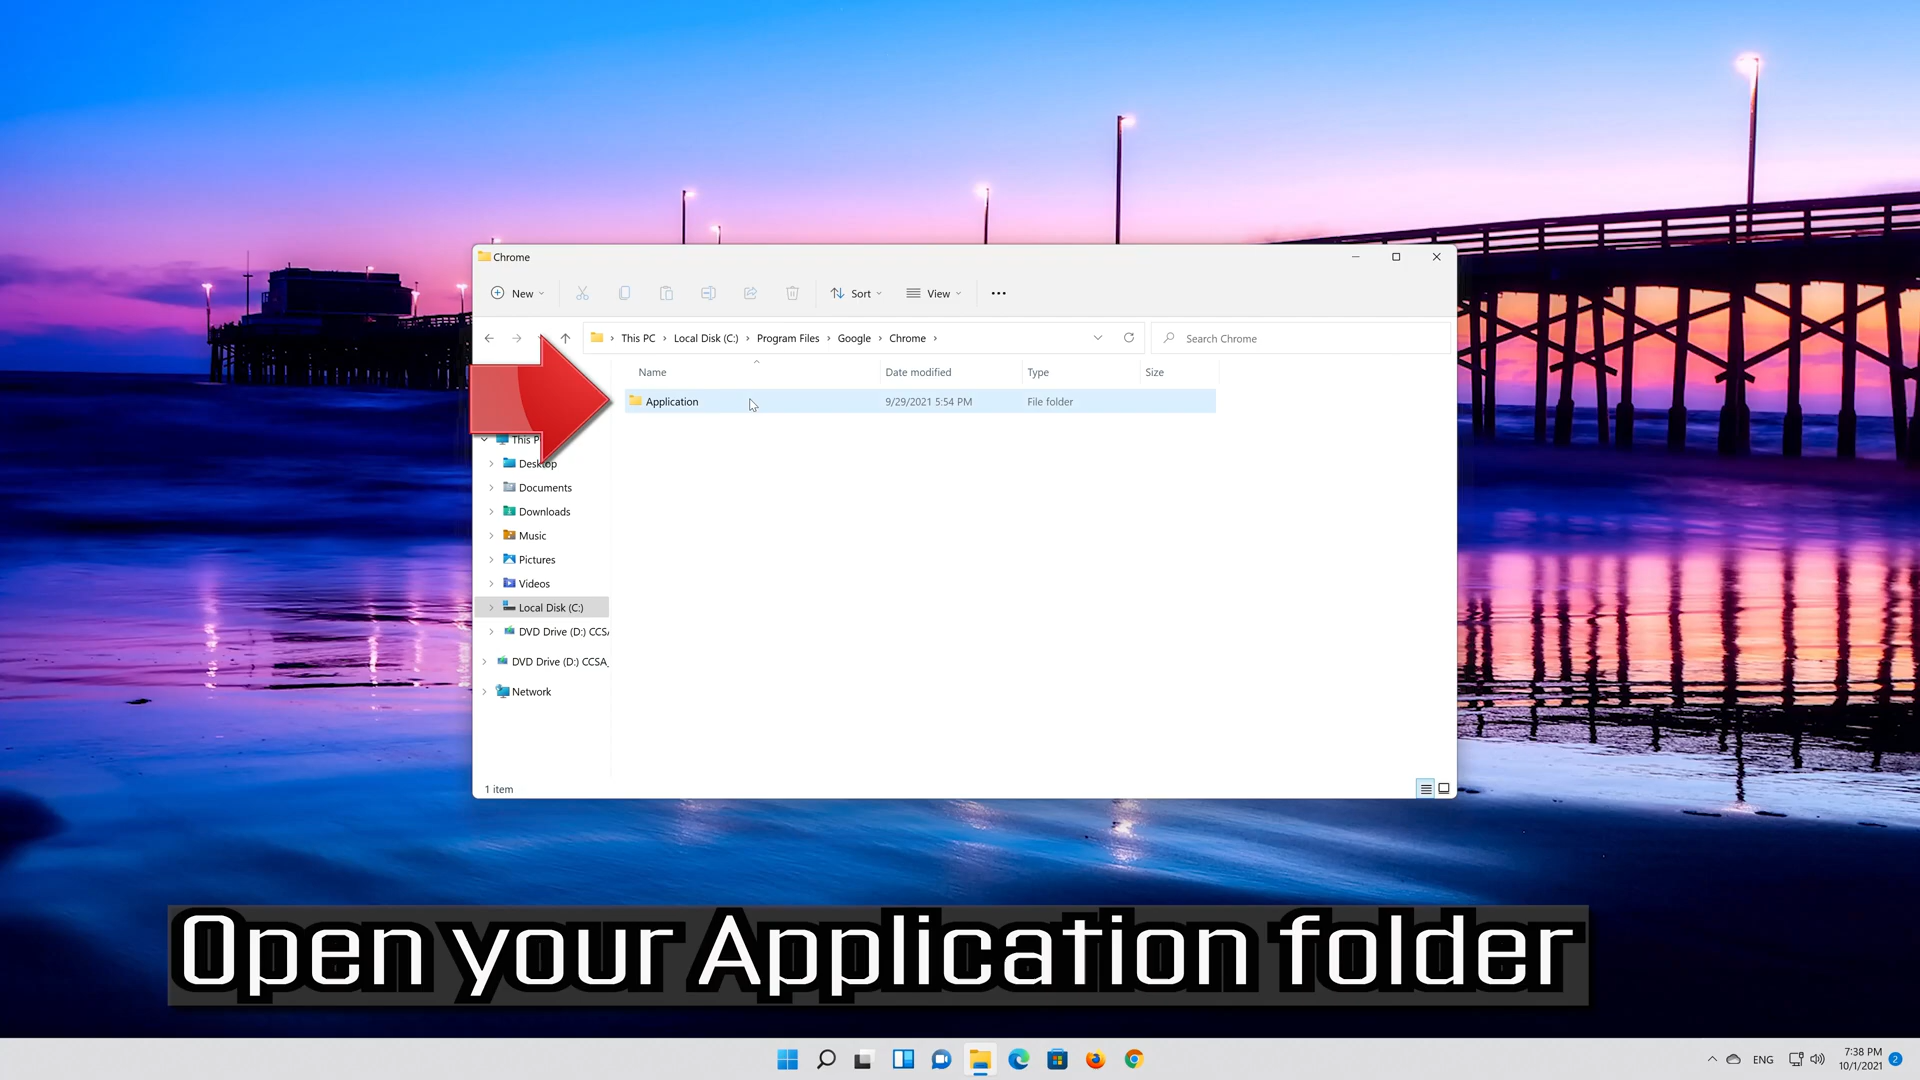 Chrome
New
Sort
View
This PC
Local Disk (C:)
Program Files
Google
Chrome
Search Chrome
Name
Date modified
Type
Size
Application
9/29/2021 5:54 PM
File folder
This P
Desktop
Documents
Downloads
Music
Pictures
Videos
Local Disk (C:)
DVD Drive (D:) CCSA
DVD Drive (D:) CCSA_
Network
1 item
Open your Application folder
ENG
7:38 PM
10/1/2021
2